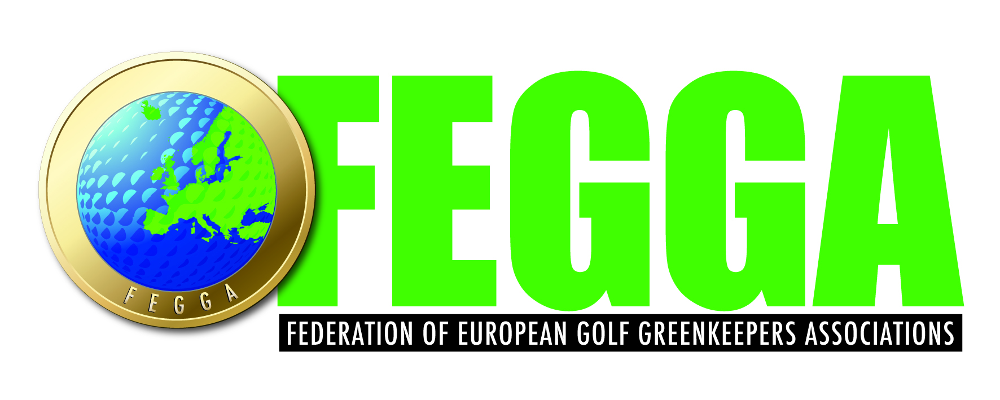 FEGGA
FEGGA
FEDERATION OF EUROPEAN GOLF GREENKEEPERS ASSOCIATIONS